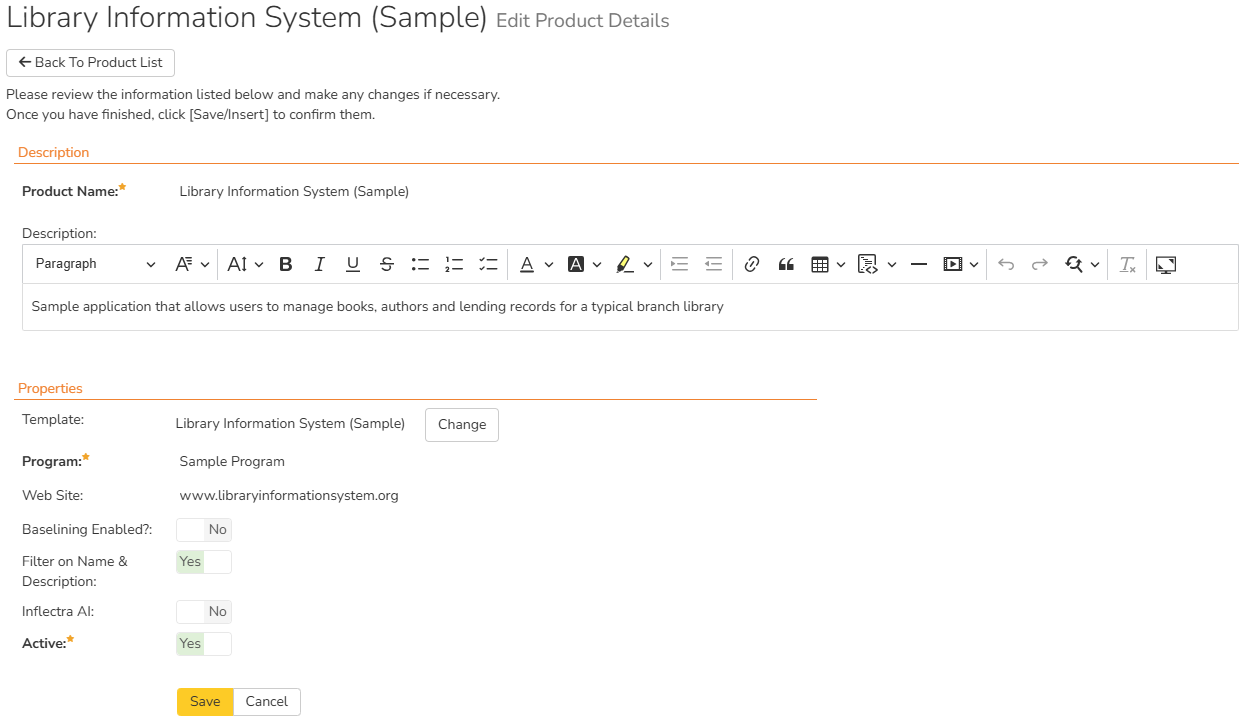 Library Information System (Sample) Edit Product Details
Back To Product List
Please review the information listed below and make any changes if necessary.
Once you have finished, click [Save/Insert] to confirm them.
Description
Product Name:* Library Information System (Sample)
Description:
Paragraph
Sample application that allows users to manage books, authors and lending records for a typical branch library
Properties
Template: Library Information System (Sample) Change
Program:* Sample Program
Web Site: www.libraryinformationsystem.org
Baselining Enabled?: No
Filter on Name & Yes
Description:
Inflectra AI: No
Active:* Yes
Save Cancel